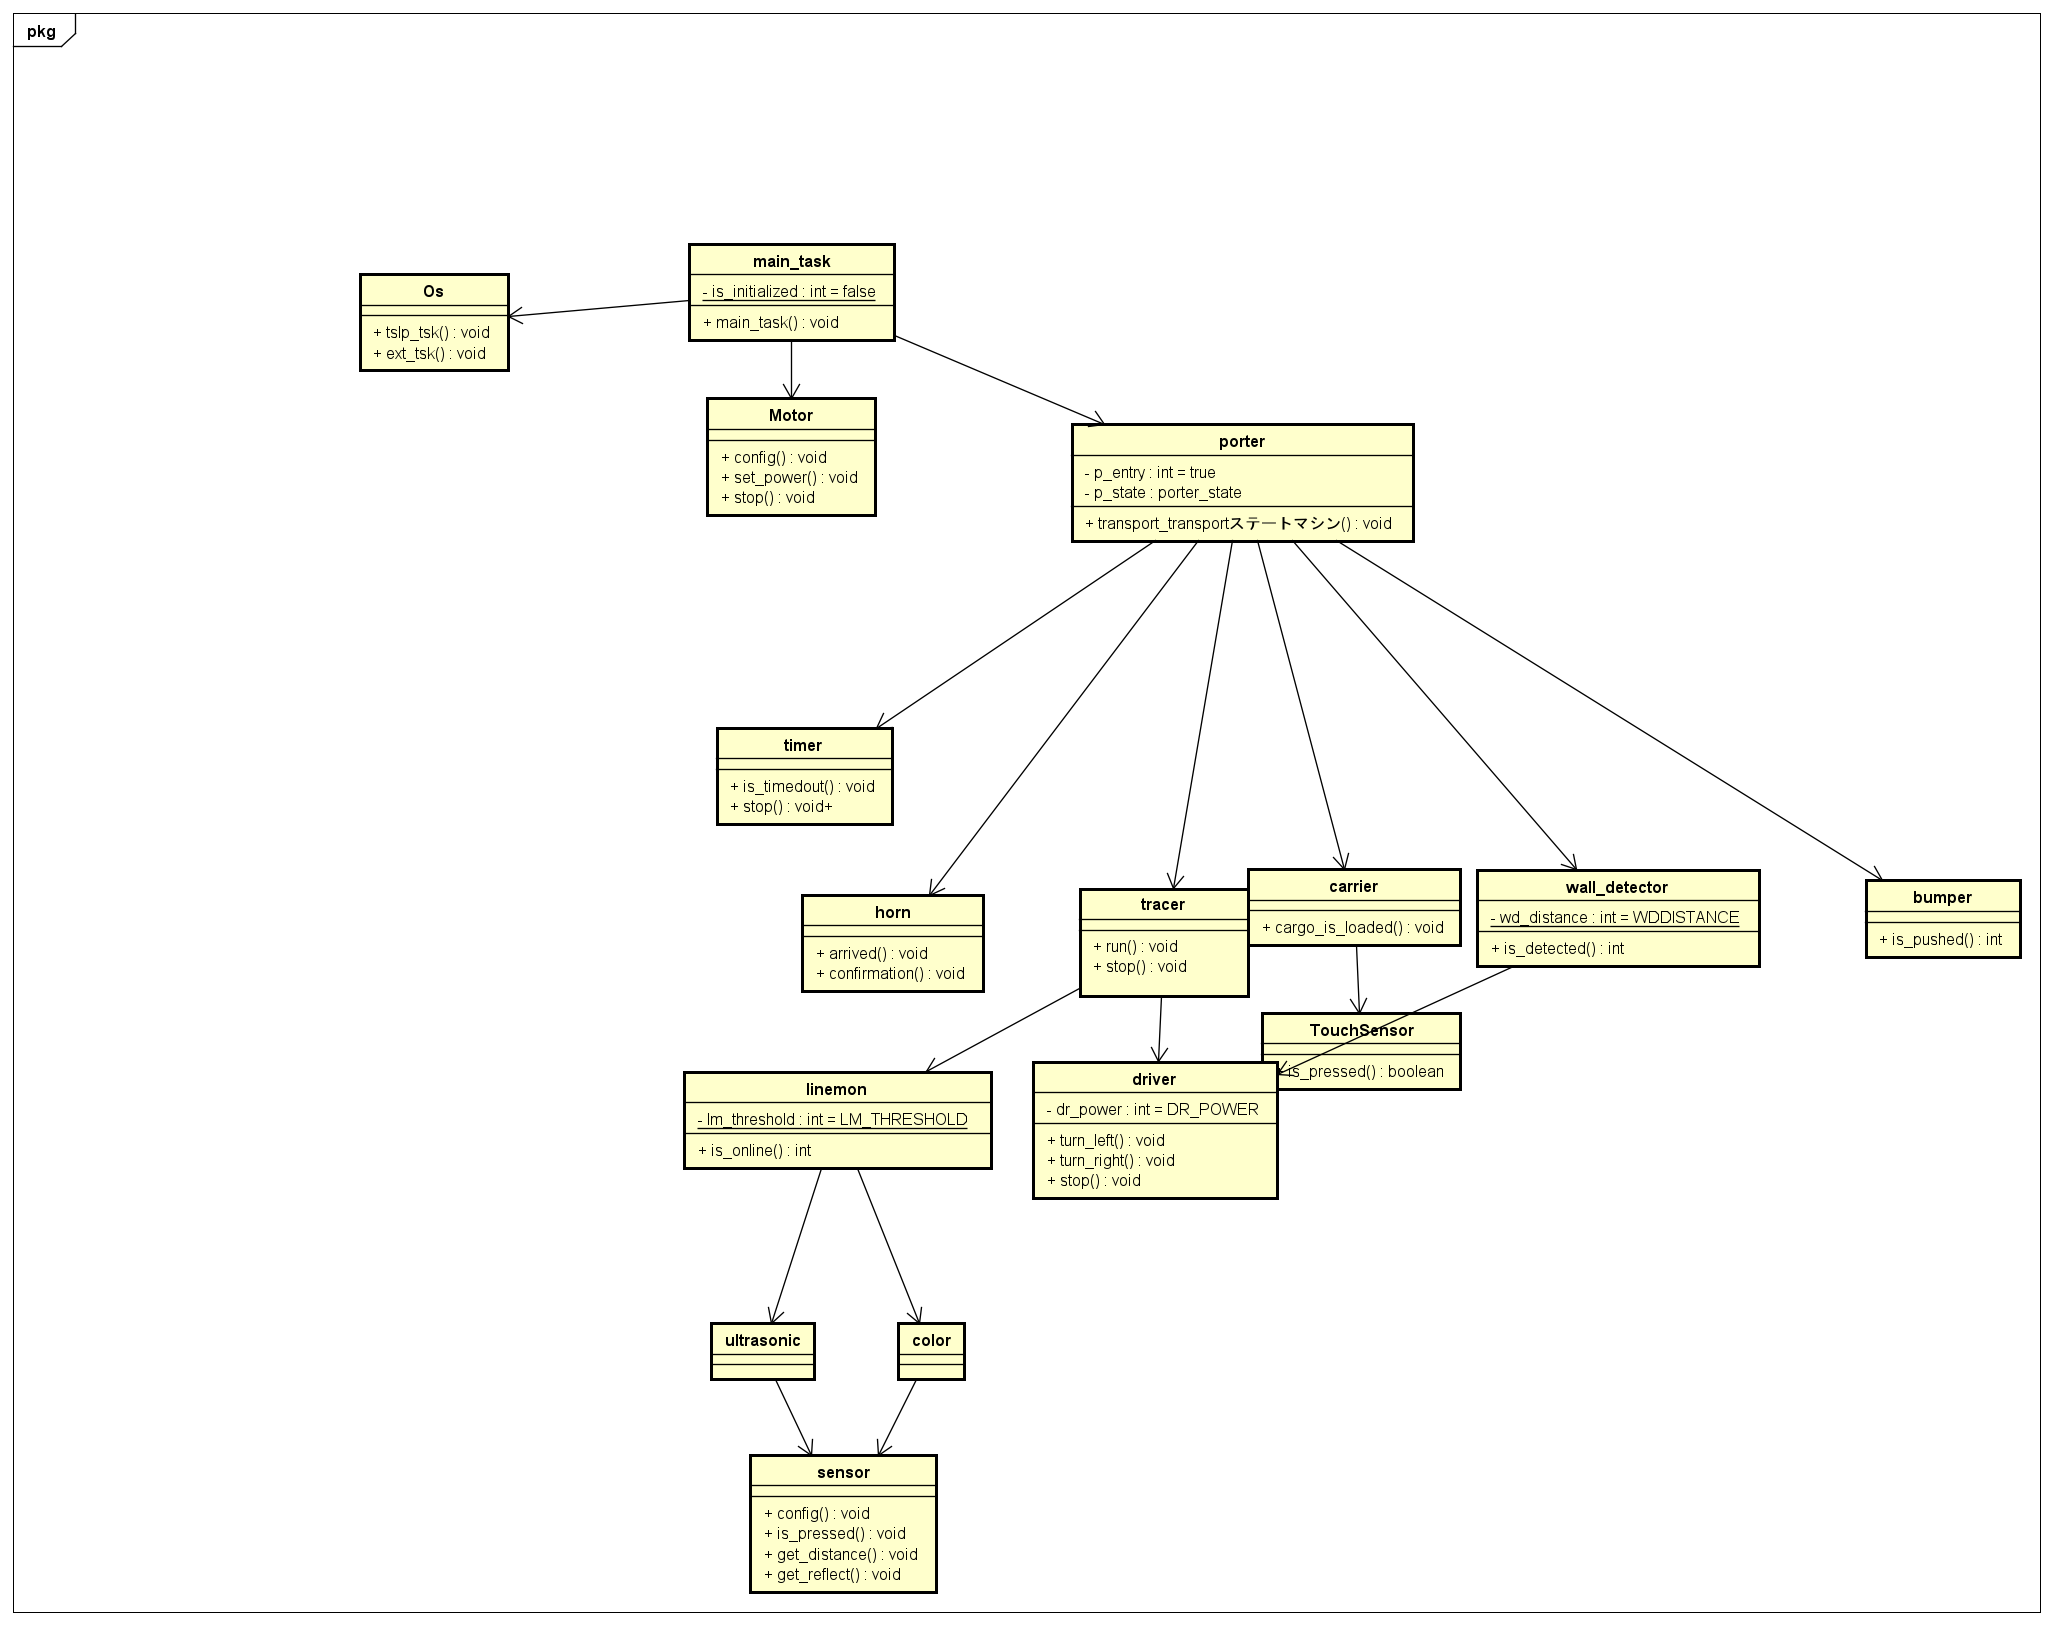 pkg
main_task
- is_initialized : int = false
+ main_task() : void
Os
+ tslp_tsk() : void
+ ext_tsk() : void
Motor
+ config() : void
+ set_power() : void
+ stop() : void
porter
- p_entry : int = true
- p_state : porter_state
+ transport_transportステートマシン() : void
timer
+ is_timedout() : void
+ stop() : void+
horn
+ arrived() : void
+ confirmation() : void
tracer
+ run() : void
+ stop() : void
carrier
+ cargo_is_loaded() : void
wall_detector
- wd_distance : int = WDDISTANCE
+ is_detected() : int
bumper
+ is_pushed() : int
TouchSensor
is_pressed() : boolean
linemon
- lm_threshold : int = LM_THRESHOLD
+ is_online() : int
driver
- dr_power : int = DR_POWER
+ turn_left() : void
+ turn_right() : void
+ stop() : void
ultrasonic
color
sensor
+ config() : void
+ is_pressed() : void
+ get_distance() : void
+ get_reflect() : void